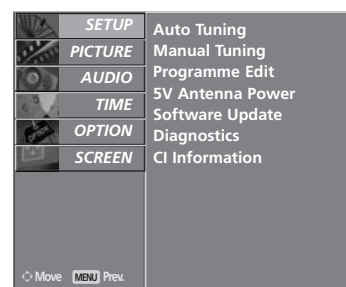 SETUP
PICTURE
AUDIO
TIME
OPTION
SCREEN
Auto Tuning
Manual Tuning
Programme Edit
5V Antenna Power
Software Update
Diagnostics
CI Information
Move MENU Prev.